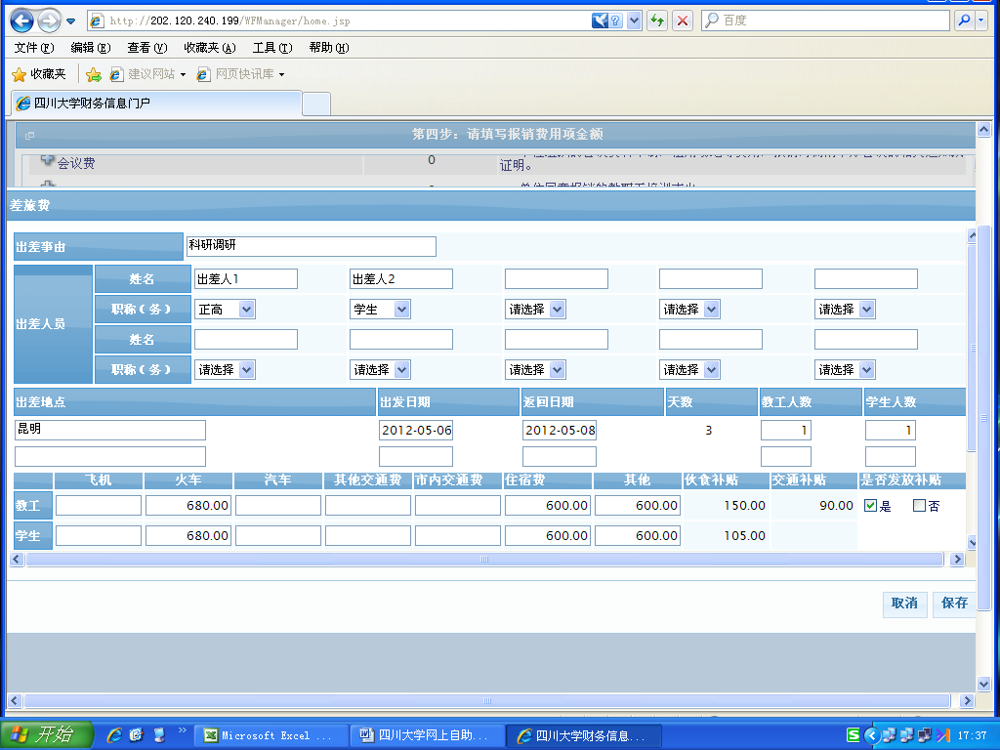 http://202.120.240.199/WFManager/home.jsp
百度
文件(F) 编辑(E) 查看(V) 收藏夹(A) 工具(T) 帮助(H)
收藏夹 建议网站 网页快讯库
四川大学财务信息门户
第四步：请填写报销费用项金额
会议费 0
证明。
差旅费
出差事由 科研调研
出差人员
姓名 出差人1 出差人2
职称（务） 正高 学生 请选择 请选择 请选择
姓名
职称（务） 请选择 请选择 请选择 请选择 请选择
出差地点 出发日期 返回日期 天数 教工人数 学生人数
昆明 2012-05-06 2012-05-08 3 1 1
飞机 火车 汽车 其他交通费 市内交通费 住宿费 其他 伙食补贴 交通补贴 是否发放补贴
教工 680.00 600.00 600.00 150.00 90.00 是 否
学生 680.00 600.00 600.00 105.00
取消 保存
开始 Microsoft Excel ... 四川大学网上自助... 四川大学财务信息... 17:37